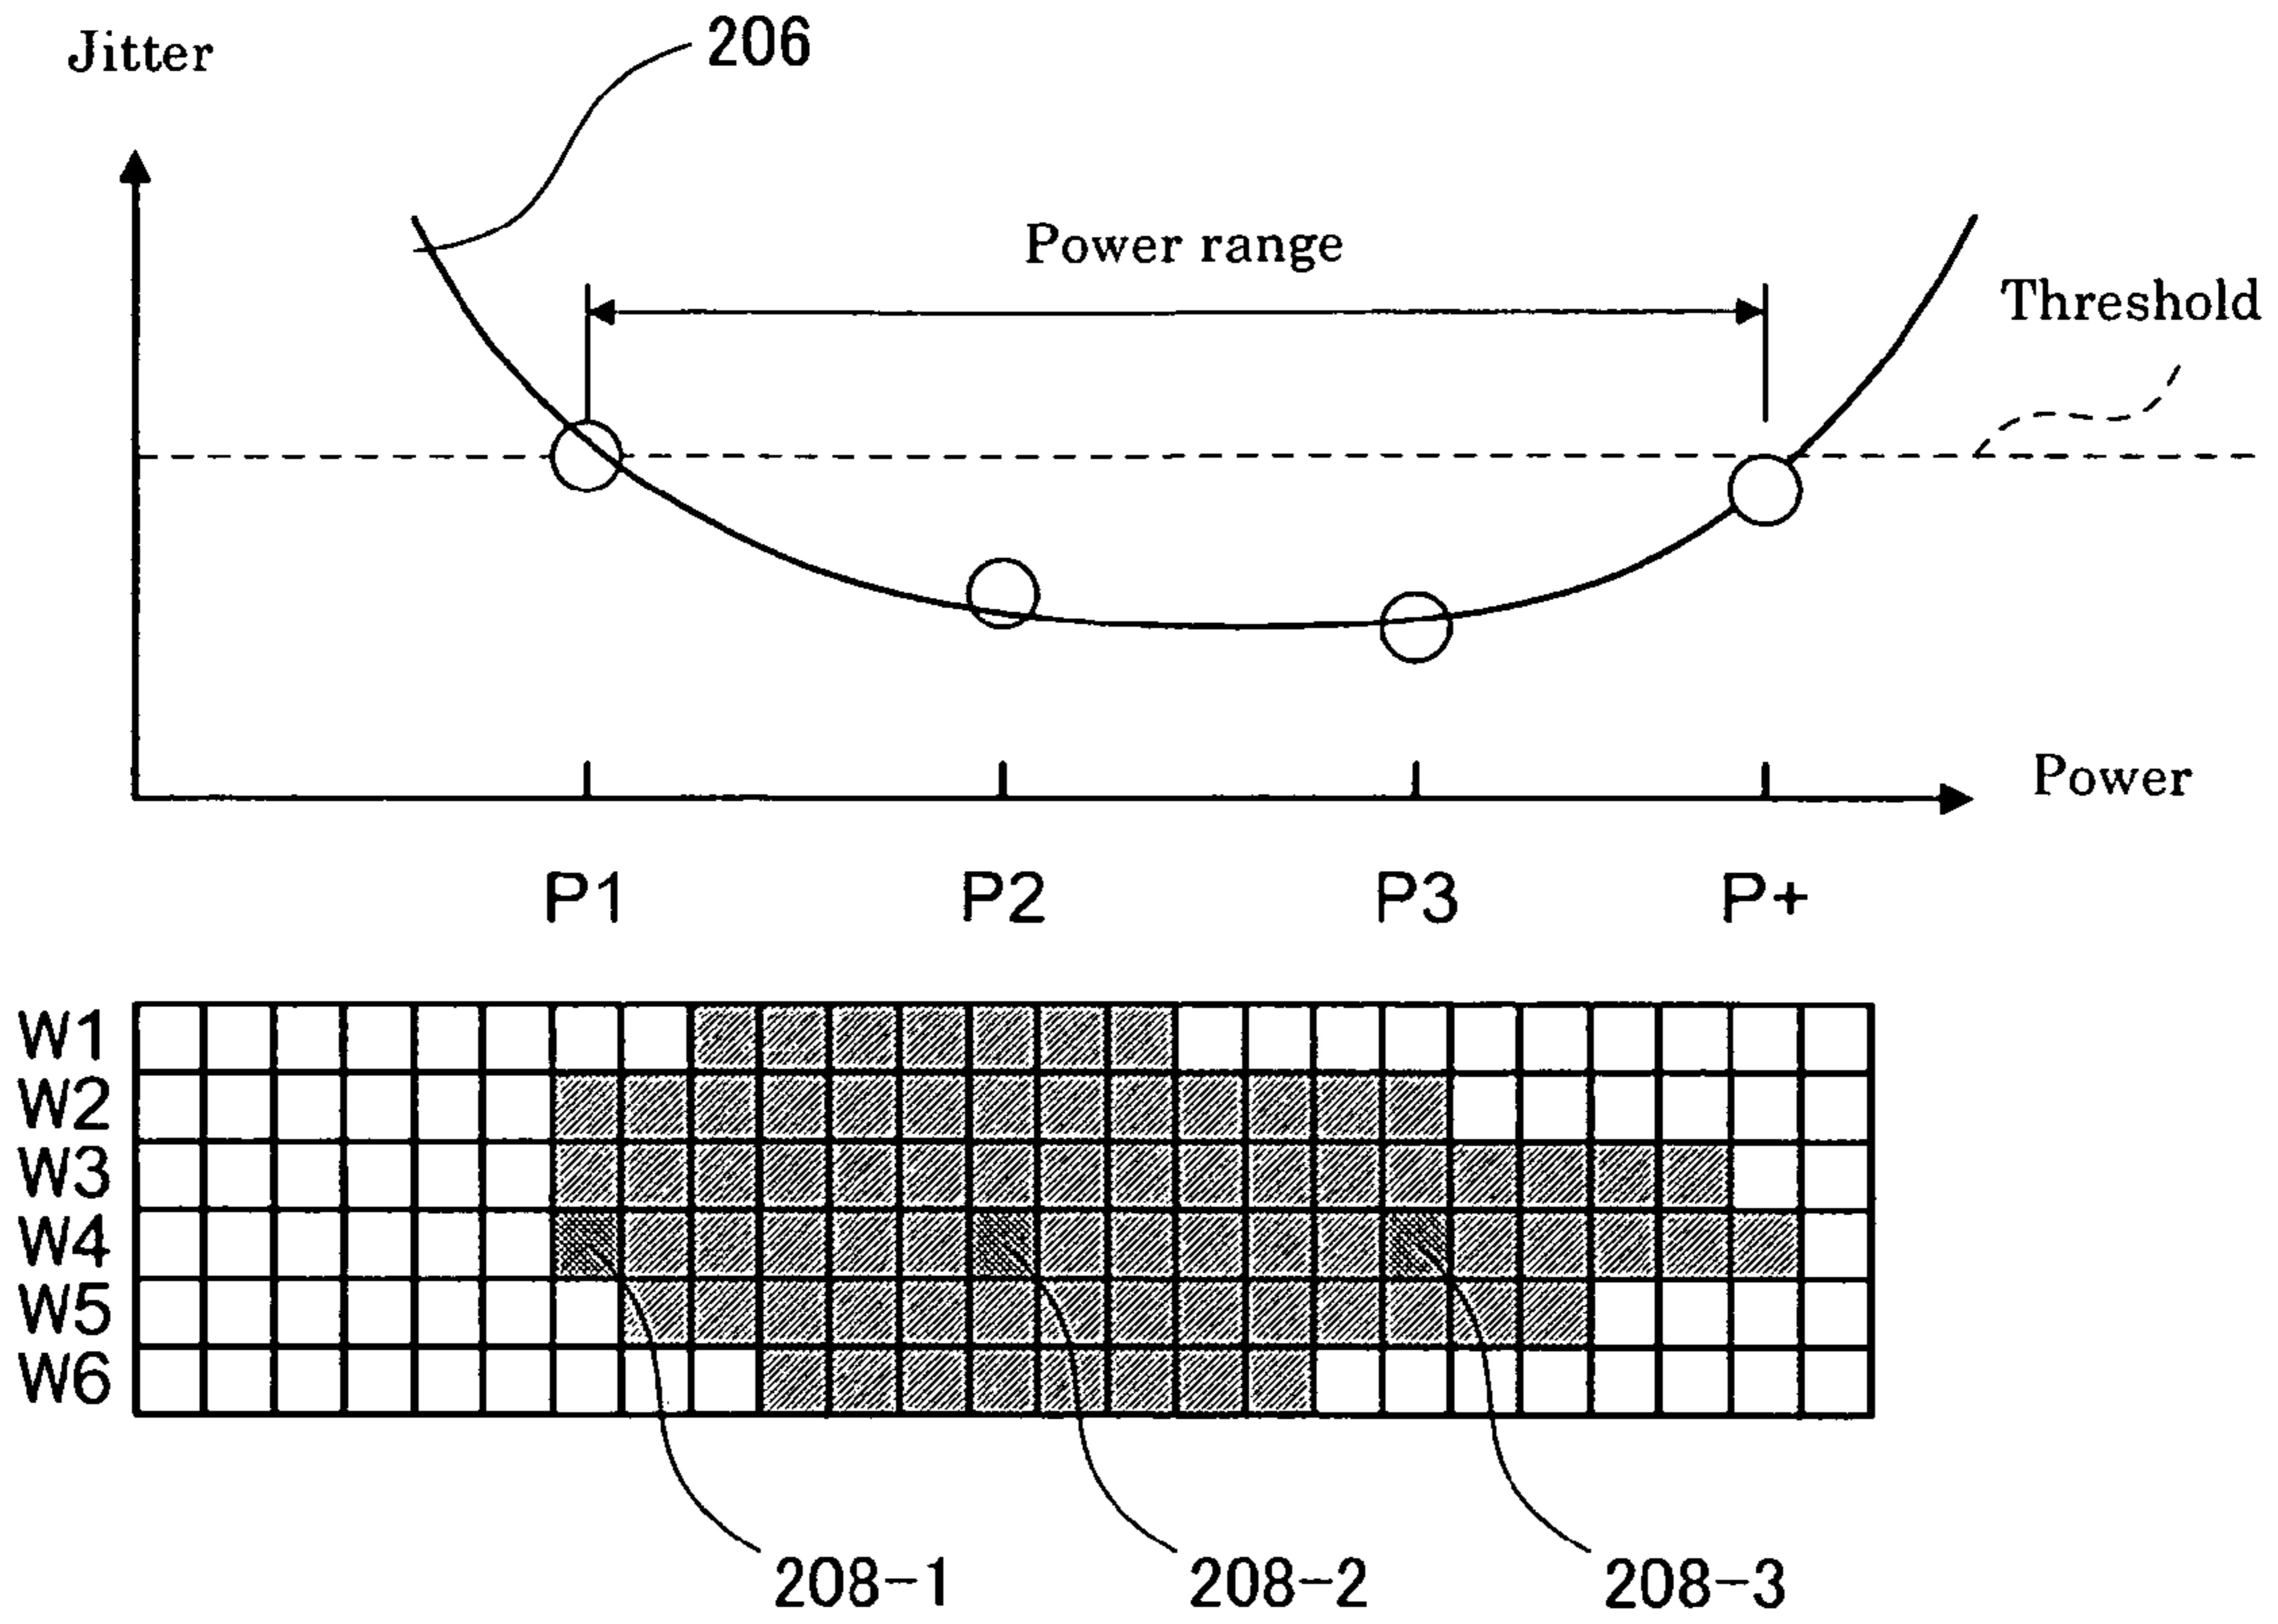 Jitter
206
Power range
Threshold
Power
P1 P2 P3 P+
W1
W2
W3
W4
W5
W6
208-1 208-2 208-3